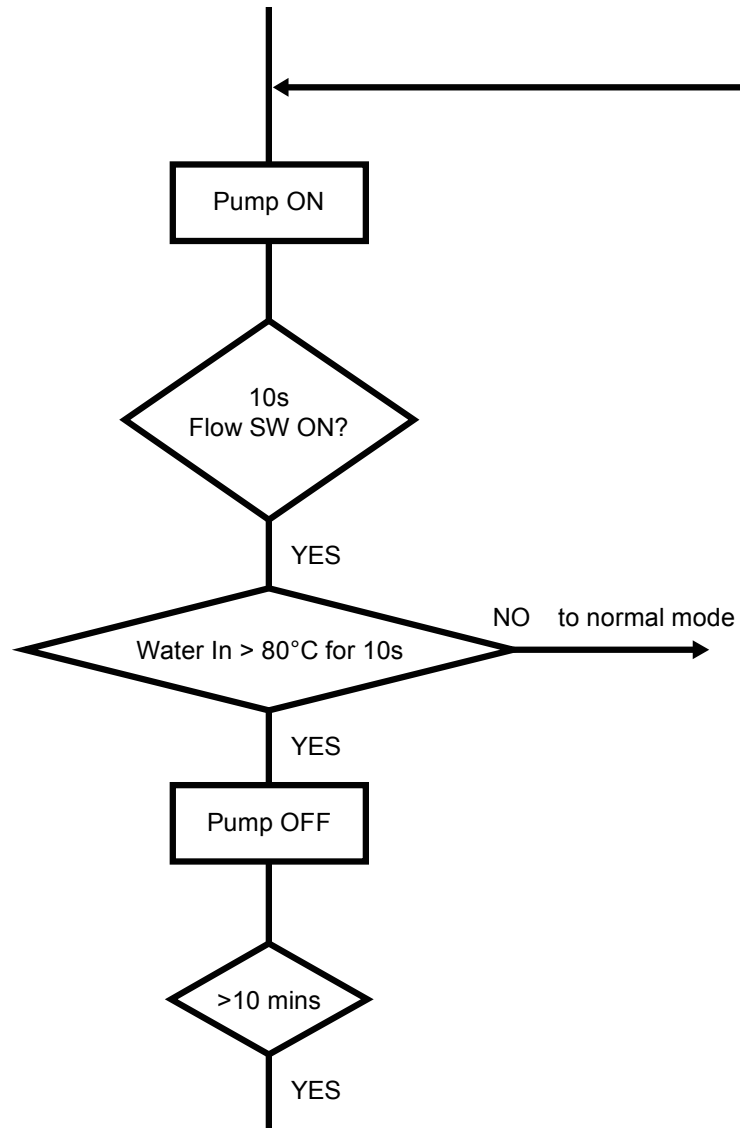 Pump ON
10s
Flow SW ON?
YES
Water In > 80°C for 10s
NO to normal mode
YES
Pump OFF
>10 mins
YES